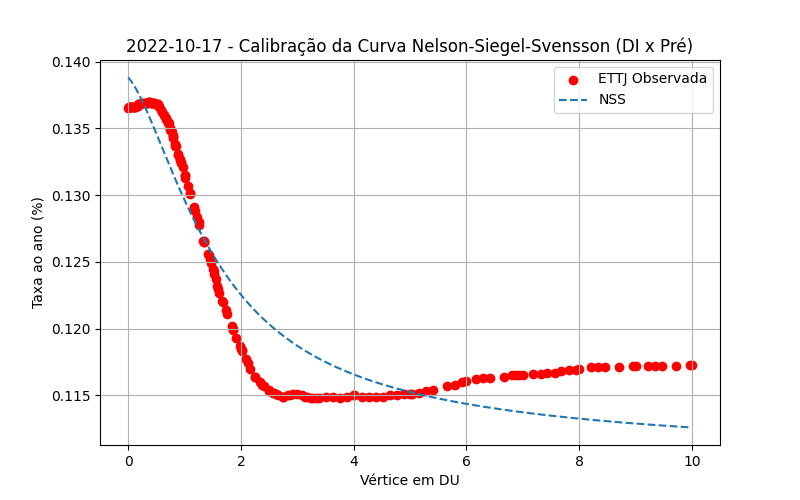 2022-10-17 - Calibração da Curva Nelson-Siegel-Svensson (DI x Pré)
0.140
0.135
0.130
0.125
0.120
0.115
Taxa ao ano (%)
ETTJ Observada
NSS
0
2
4
6
8
10
Vértice em DU